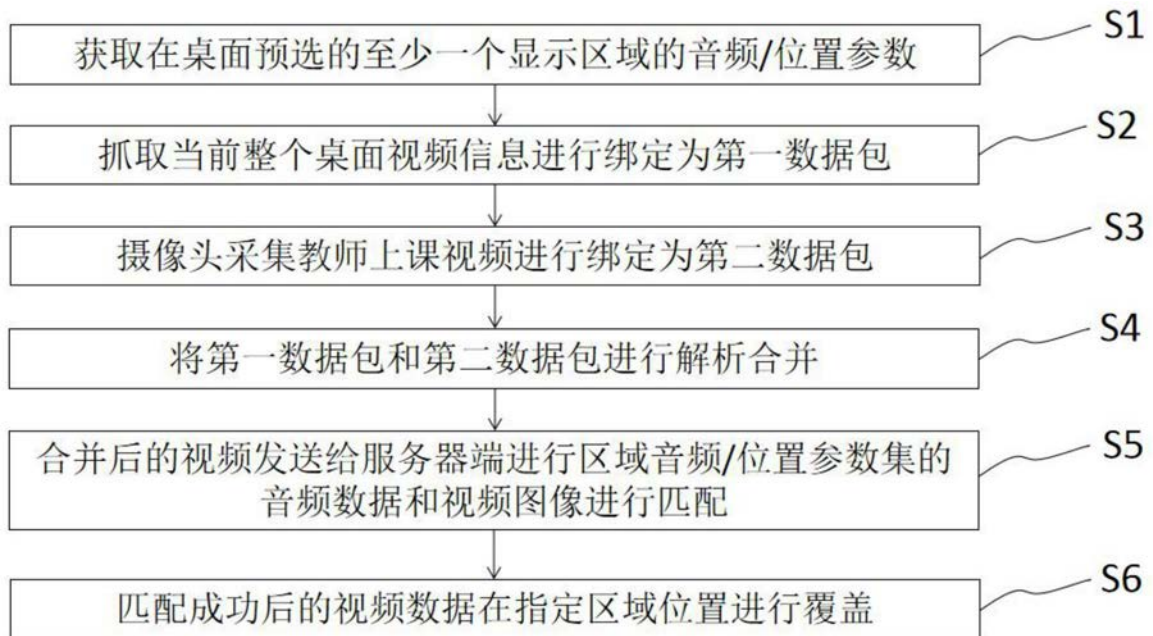 获取在桌面预选的至少一个显示区域的音频/位置参数
S1
抓取当前整个桌面视频信息进行绑定为第一数据包
S2
摄像头采集教师上课视频进行绑定为第二数据包
S3
将第一数据包和第二数据包进行解析合并
S4
合并后的视频发送给服务器端进行区域音频/位置参数集的
音频数据和视频图像进行匹配
S5
匹配成功后的视频数据在指定区域位置进行覆盖
S6